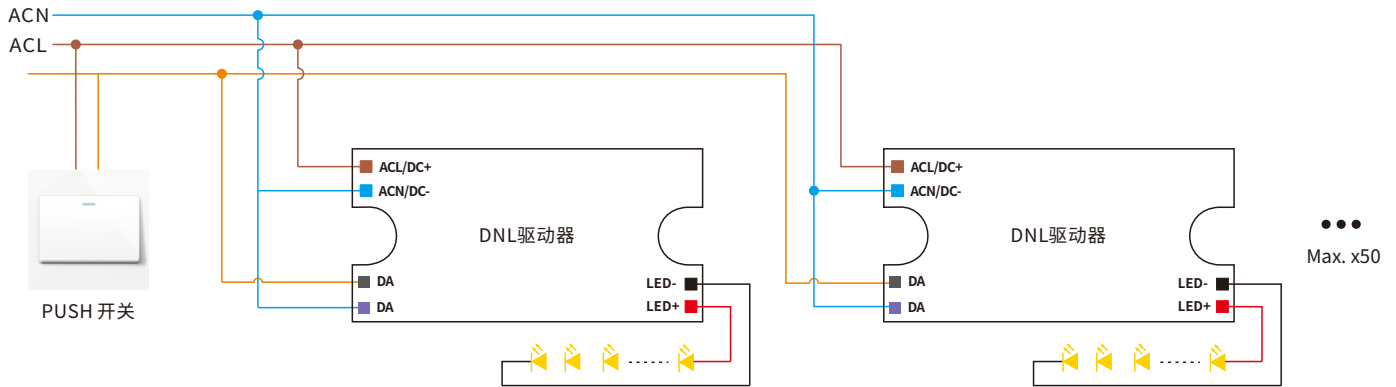 ACN
ACL
PUSH 开关
ACL/DC+
ACN/DC-
DNL驱动器
DA
DA
LED-
LED+
ACL/DC+
ACN/DC-
DNL驱动器
DA
DA
LED-
LED+
Max. x50